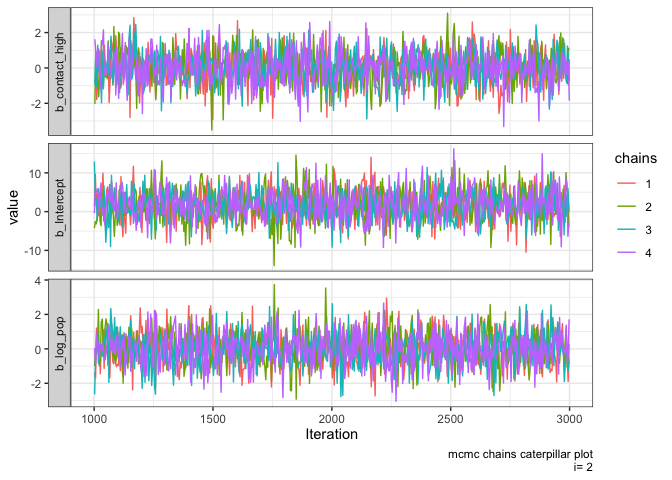 b_contact_high
2
0
-2
b_Intercept
10
0
-10
b_log_pop
4
2
0
-2
value
1000
1500
2000
2500
3000
Iteration
chains
1
2
3
4
mcmc chains caterpillar plot
i= 2